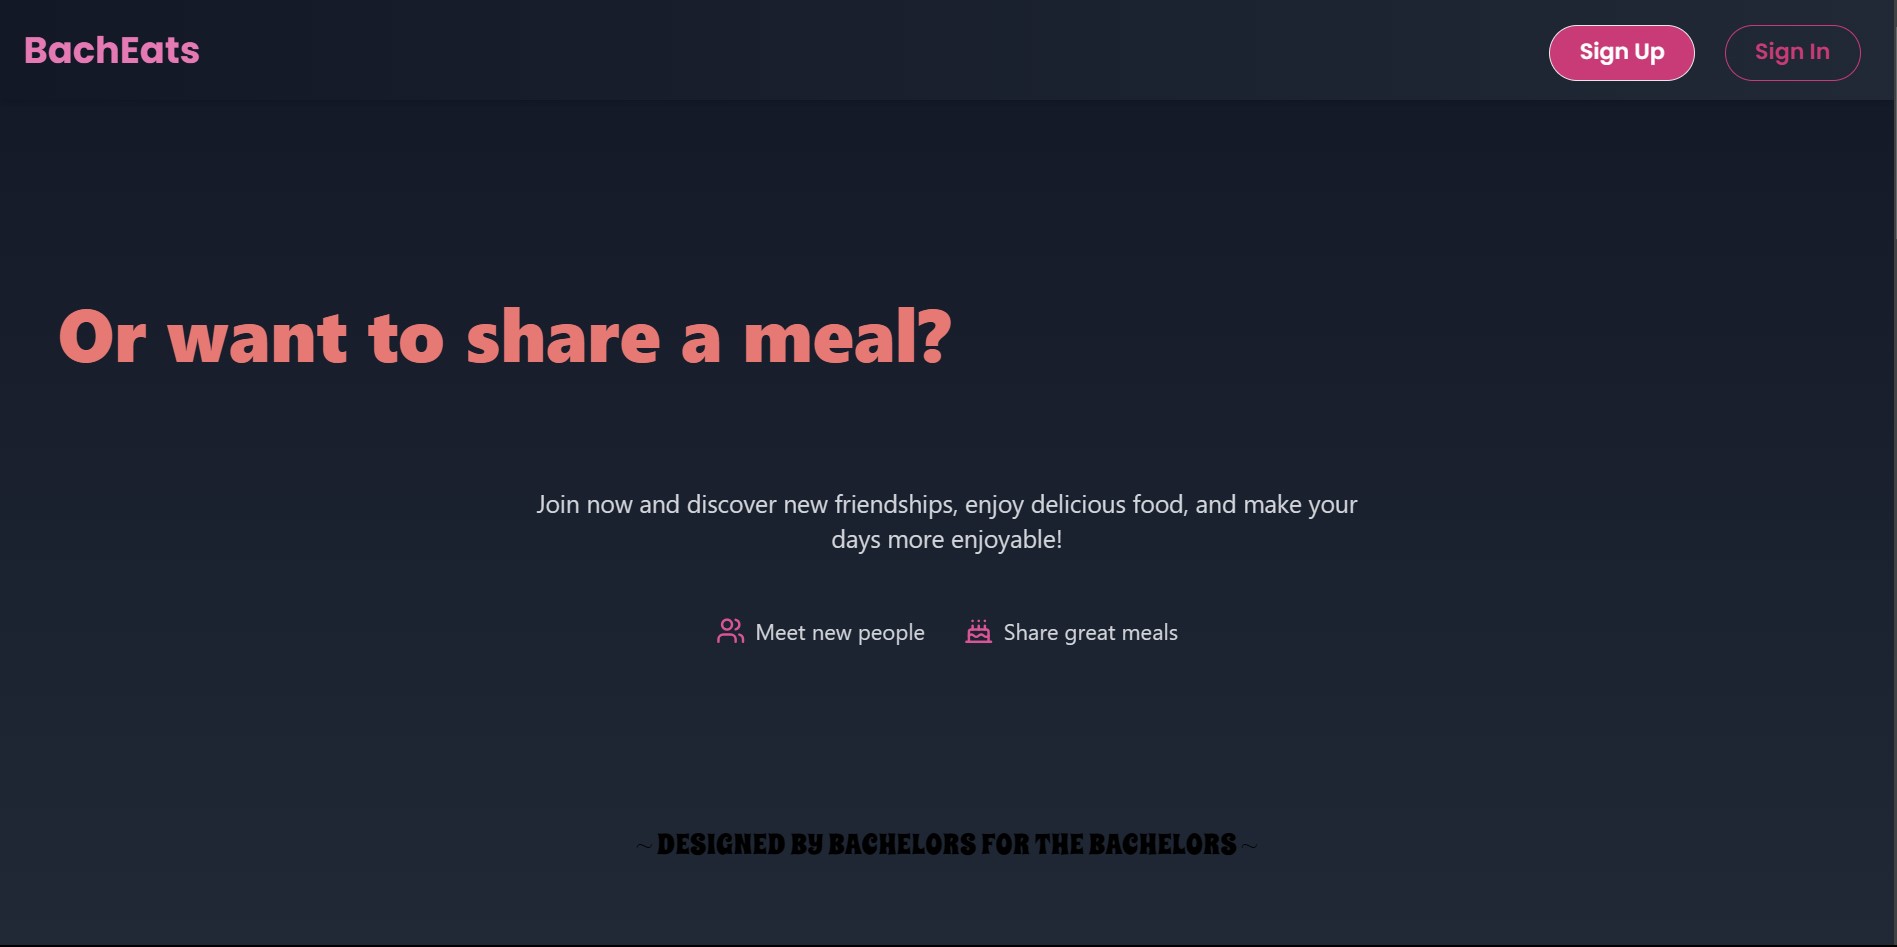 BachEats
Sign Up
Sign In
Or want to share a meal?
Join now and discover new friendships, enjoy delicious food, and make your
days more enjoyable!
Meet new people
Share great meals
~ DESIGNED BY BACHELORS FOR THE BACHELORS ~